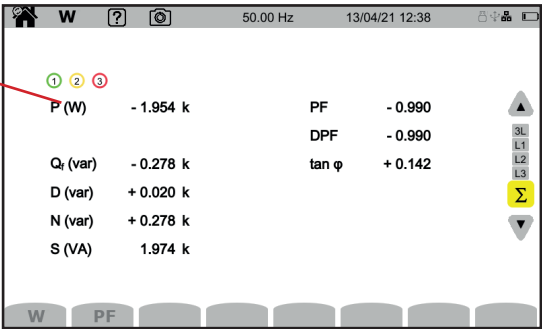 W ? 50.00 Hz 13/04/21 12:38
1 2 3
P (W) - 1.954 k PF - 0.990
DPF - 0.990
Qf (var) - 0.278 k tan φ + 0.142
D (var) + 0.020 k
N (var) + 0.278 k
S (VA) 1.974 k
3L
L1
L2
L3
Σ
W PF